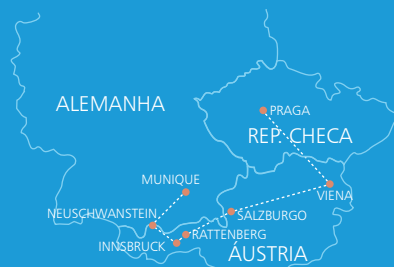 ALEMANHA
PRAGA
REP. CHECA
MUNIQUE
VIENA
NEUSCHWANSTEIN
SALZBURGO
RATTENBERG
INNSBRUCK
ÁUSTRIA